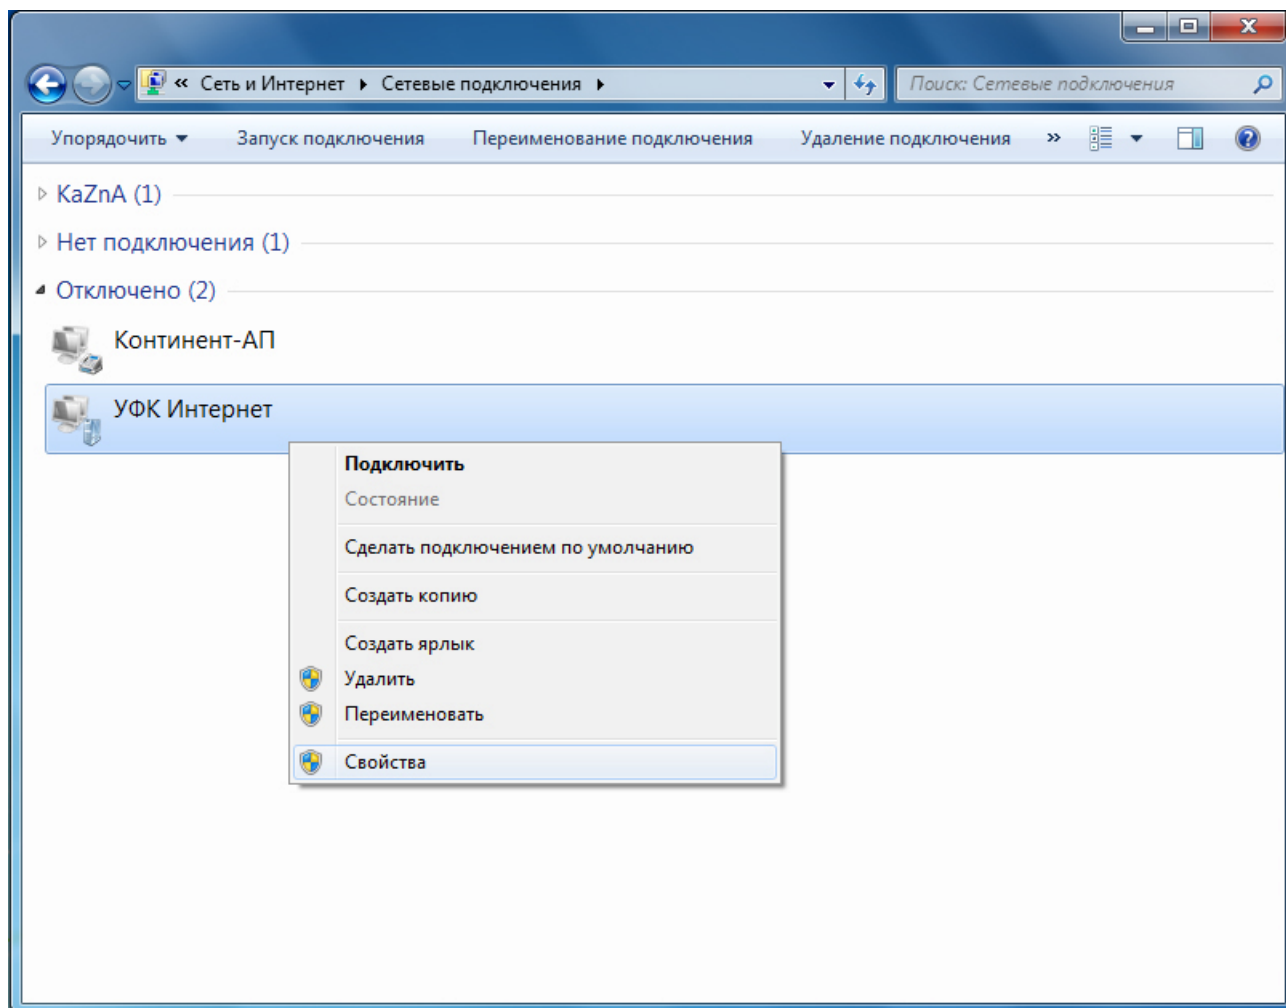 « Сеть и Интернет Сетевые подключения Поиск: Сетевые подключения
Упорядочить Запуск подключения Переименование подключения Удаление подключения »
KaZnA (1)
Нет подключения (1)
Отключено (2)
Континент-АП
УФК Интернет
Подключить
Состояние
Сделать подключением по умолчанию
Создать копию
Создать ярлык
Удалить
Переименовать
Свойства